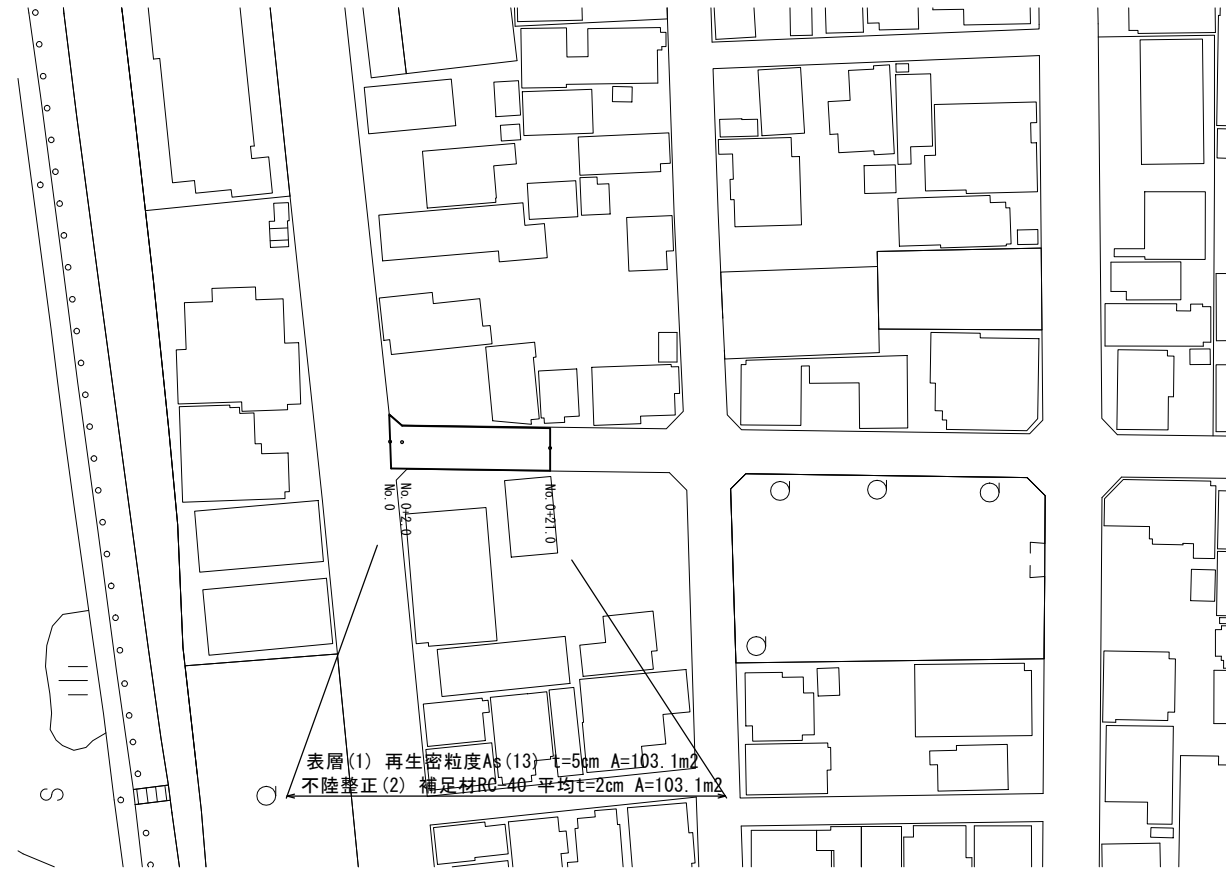 No.0
No.0+2.0
No.0+21.0
表層(1) 再生密粒度As(13) t=5cm A=103.1m2
不陸整正(2) 補足材RC-40 平均t=2cm A=103.1m2
S